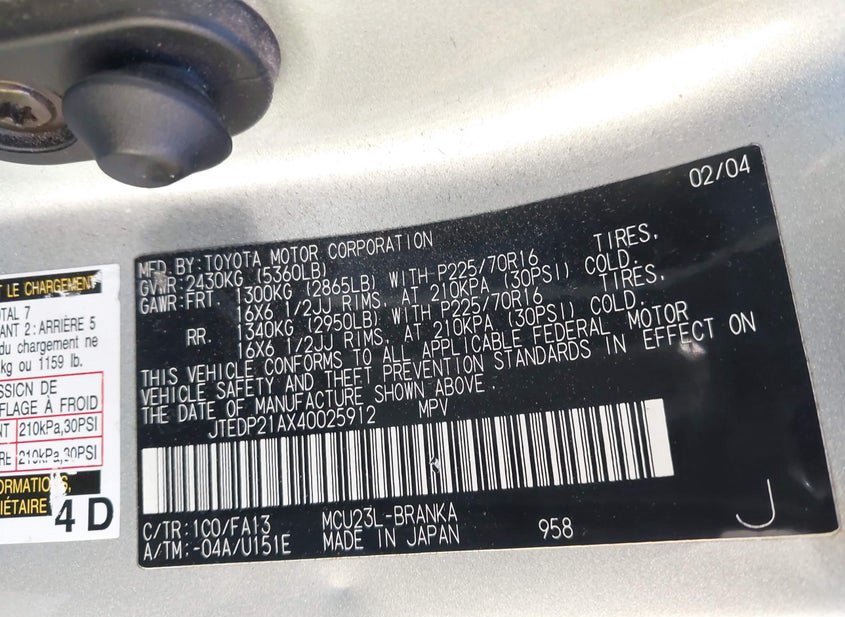 02/04
MFD.BY:TOYOTA MOTOR CORPORATION
GVWR:2430KG (5360LB)
GAWR:FRT. 1300KG (2865LB) WITH P225/70R16 TIRES,
16X6 1/2JJ RIMS, AT 210KPA (30PSI) COLD.
RR. 1340KG (2950LB) WITH P225/70R16 TIRES,
16X6 1/2JJ RIMS, AT 210KPA (30PSI) COLD.
THIS VEHICLE CONFORMS TO ALL APPLICABLE FEDERAL MOTOR
VEHICLE SAFETY AND THEFT PREVENTION STANDARDS IN EFFECT ON
THE DATE OF MANUFACTURE SHOWN ABOVE.
JTEDP21AX40025912 MPV
C/TR:1C0/FA13 MCU23L-BRANKA
A/TM:-04A/U151E MADE IN JAPAN 958
J
T LE CHARGEMENT
TAL 7
ANT 2:ARRIÈRE 5
du chargement ne
kg ou 1159 lb.
SSION DE
FLAGE À FROID
NT 210kPa,30PSI
RE 210kPa,30PSI
ORMATIONS,
IÉTAIRE
4 D